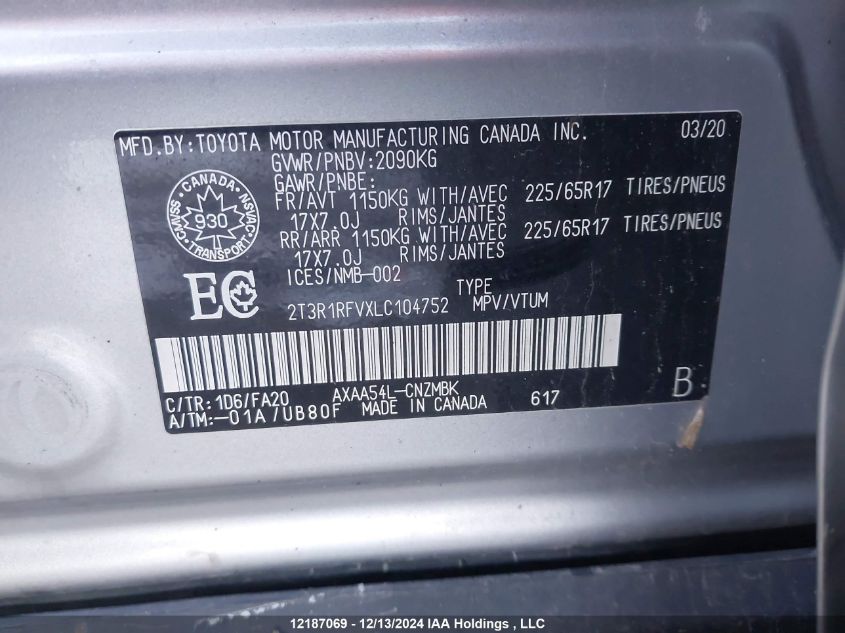 MFD.BY:TOYOTA MOTOR MANUFACTURING CANADA INC. 03/20
GVWR/PNBV:2090KG
GAWR/PNBE:
FR/AVT 1150KG WITH/AVEC 225/65R17 TIRES/PNEUS
17X7.0J RIMS/JANTES
RR/ARR 1150KG WITH/AVEC 225/65R17 TIRES/PNEUS
17X7.0J RIMS/JANTES
ICES/NMB-002
CANADA
CMVSS NSVAC
930
TRANSPORT
EC
TYPE
2T3R1RFVXLC104752 MPV/VTUM
C/TR: 1D6/FA20 AXAA54L-CNZMBK
A/TM:-01A/UB80F MADE IN CANADA 617
B
12187069 - 12/13/2024 IAA Holdings , LLC